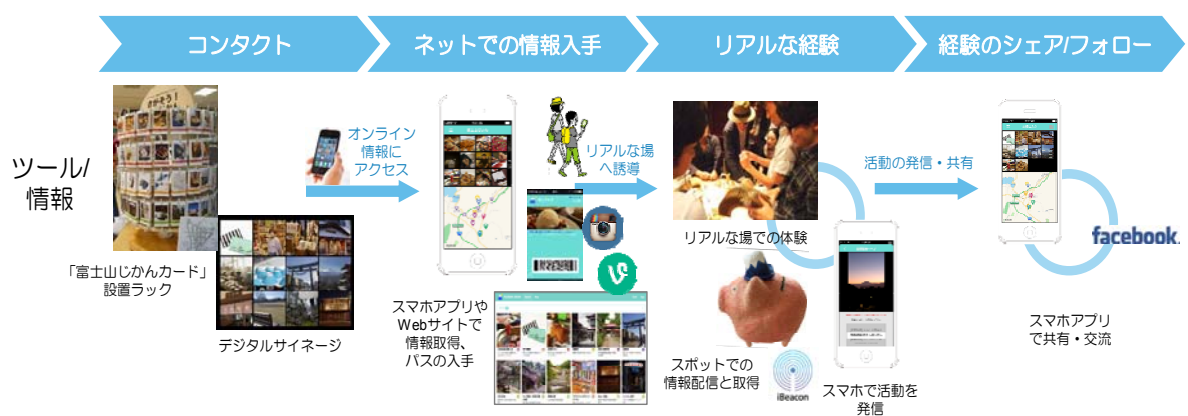 コンタクト
ネットでの情報入手
リアルな経験
経験のシェア/フォロー
ツール/
情報
「富士山じかんカード」
設置ラック
デジタルサイネージ
オンライン
情報に
アクセス
スマホアプリや
Webサイトで
情報取得、
パスの入手
リアルな場
へ誘導
リアルな場での体験
スポットでの
情報配信と取得
iBeacon
スマホで活動を
発信
活動の発信・共有
facebook.
スマホアプリ
で共有・交流